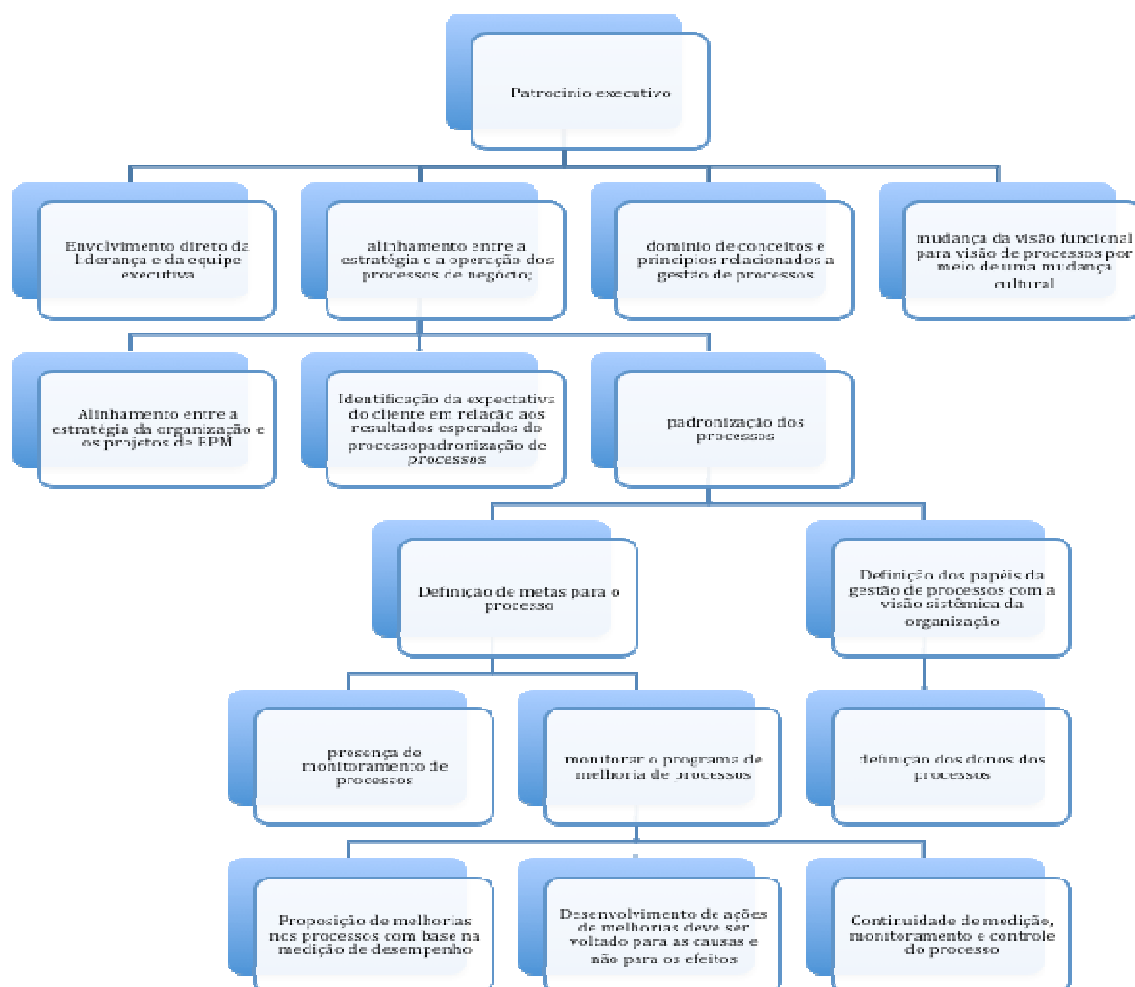 Patrocínio executivo
Envolvimento direto da
liderança e da equipe
executiva
alinhamento entre a
estratégia e a operação dos
processos de negócio;
domínio de conceitos e
princípios relacionados a
gestão de processos
mudança da visão funcional
para visão de processos por
meio de uma mudança
cultural
Alinhamento entre a
estratégia da organização e
os projetos de BPM
Identificação da expectativa
do cliente em relação aos
resultados esperados do
processopadronização de
processos
padronização dos
processos
Definição de metas para o
processo
Definição dos papéis da
gestão de processos com a
visão sistêmica da
organização
presença de
monitoramento de
processos
monitorar o programa de
melhoria de processos
definição dos donos dos
processos
Proposição de melhorias
nos processos com base na
medição de desempenho
Desenvolvimento de ações
de melhorias deve ser
voltado para as causas e
não para os efeitos
Continuidade de medição,
monitoramento e controle
do processo